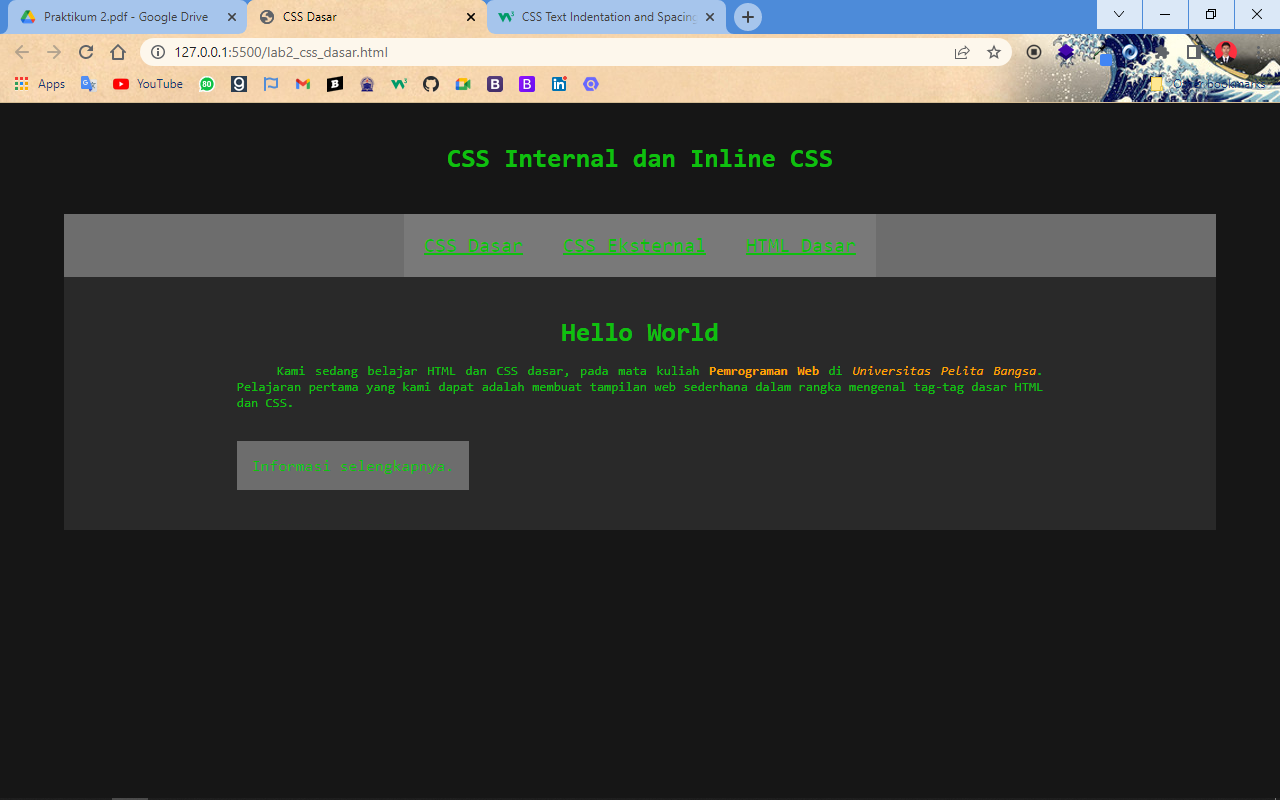 Praktikum 2.pdf - Google Drive
CSS Dasar
CSS Text Indentation and Spacing
127.0.0.1:5500/lab2_css_dasar.html
Apps
YouTube
Other bookmarks
CSS Internal dan Inline CSS
CSS Dasar CSS Eksternal HTML Dasar
Hello World
Kami sedang belajar HTML dan CSS dasar, pada mata kuliah Pemrograman Web di Universitas Pelita Bangsa.
Pelajaran pertama yang kami dapat adalah membuat tampilan web sederhana dalam rangka mengenal tag-tag dasar HTML
dan CSS.
Informasi selengkapnya.